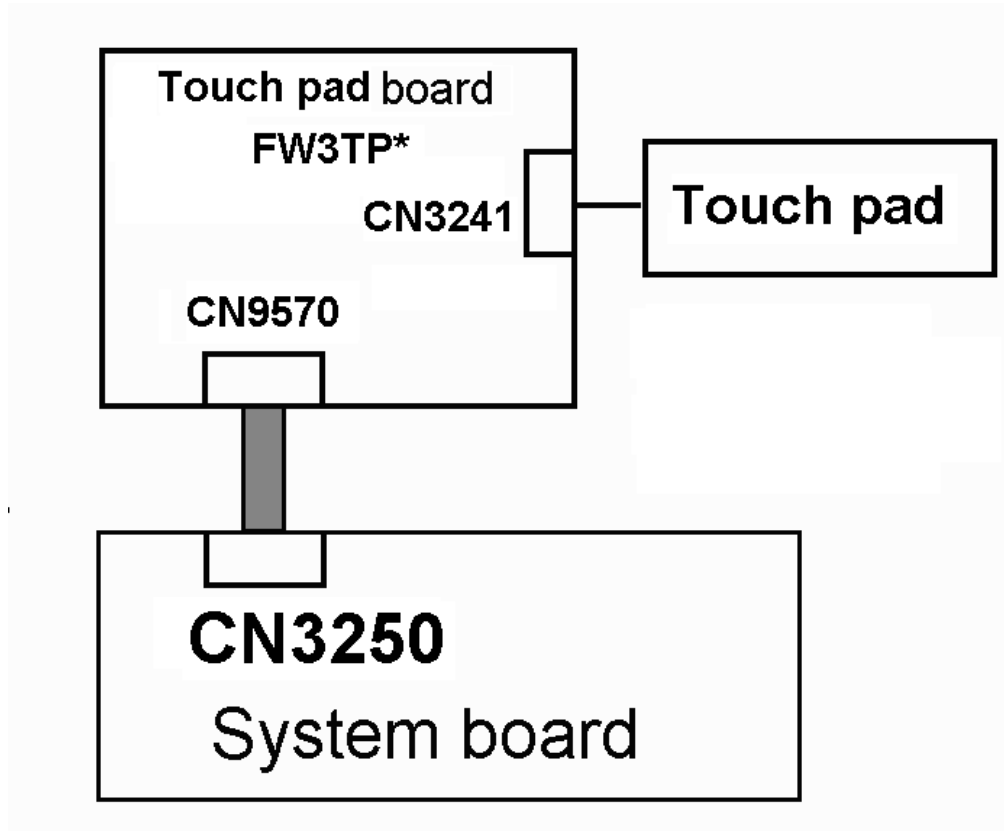 Touch pad board
FW3TP*
CN3241
Touch pad
CN9570
CN3250
System board